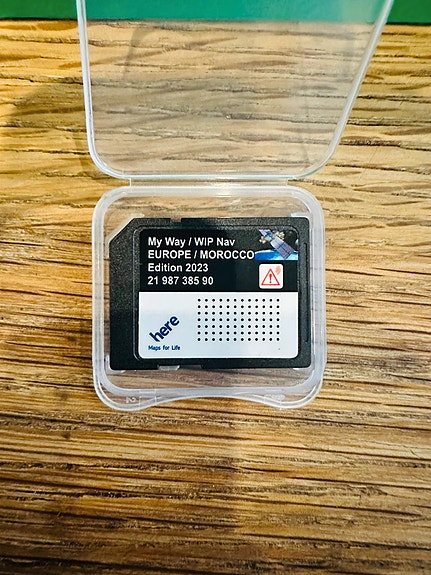 My Way / WIP Nav
EUROPE / MOROCCO
Edition 2023
21 987 385 90
here
Maps for Life